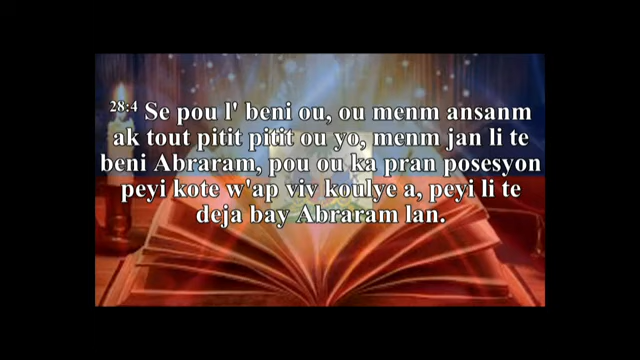 28:4 Se pou l' beni ou, ou menm ansanm
ak tout pitit pitit ou yo, menm jan li te
beni Abraram, pou ou ka pran posesyon
peyi kote w'ap viv koulye a, peyi li te
deja bay Abraram lan.